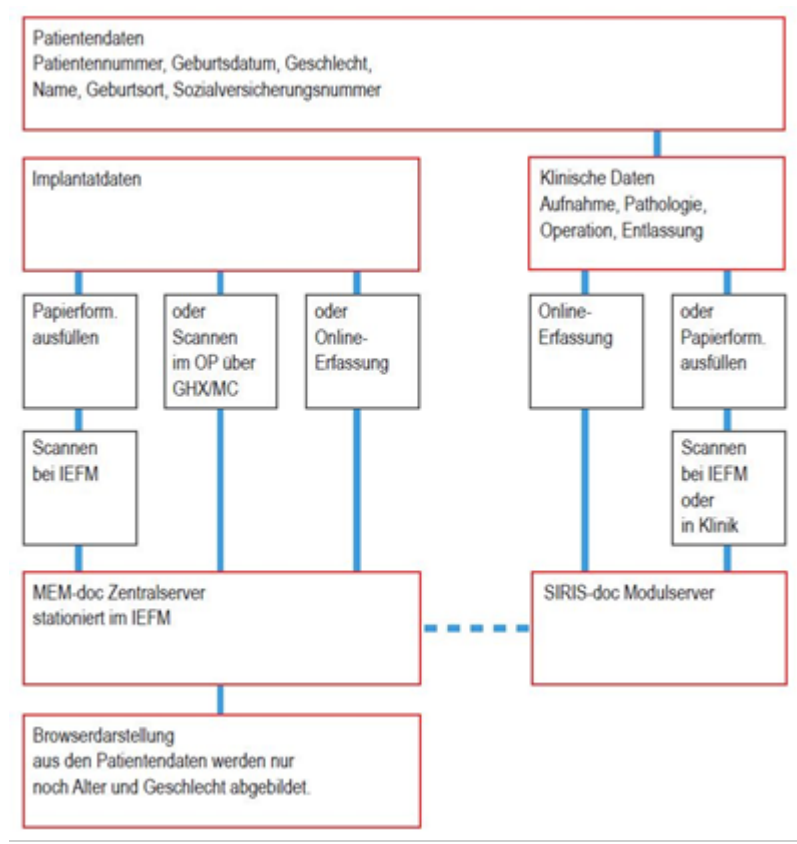 Patientendaten
Patientennummer, Geburtsdatum, Geschlecht,
Name, Geburtsort, Sozialversicherungsnummer
Implantatdaten
Klinische Daten
Aufnahme, Pathologie,
Operation, Entlassung
Papierform.
ausfüllen
oder
Scannen
im OP über
GHX/MC
oder
Online-
Erfassung
Online-
Erfassung
oder
Papierform.
ausfüllen
Scannen
bei IEFM
Scannen
bei IEFM
oder
in Klinik
MEM-doc Zentralserver
stationiert im IEFM
SIRIS-doc Modulserver
Browserdarstellung
aus den Patientendaten werden nur
noch Alter und Geschlecht abgebildet.